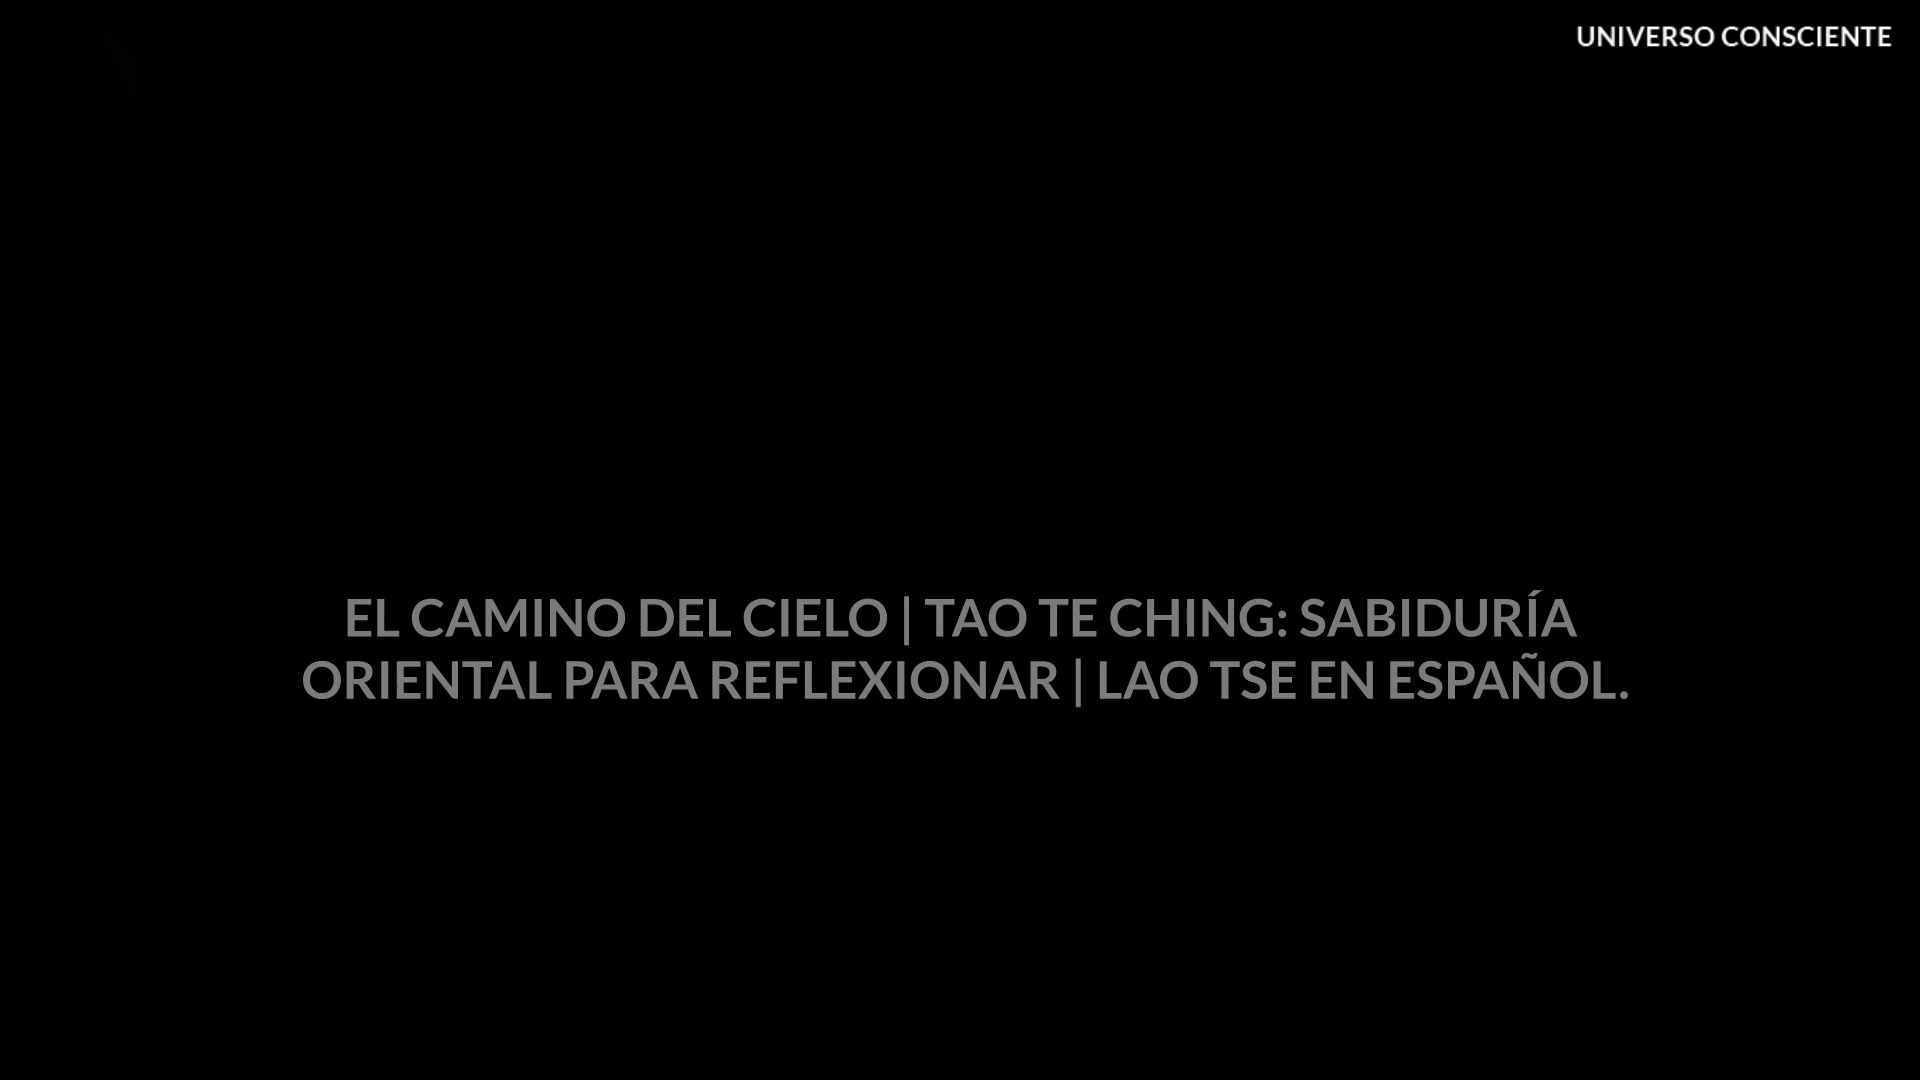 UNIVERSO CONSCIENTE
EL CAMINO DEL CIELO | TAO TE CHING: SABIDURÍA
ORIENTAL PARA REFLEXIONAR | LAO TSE EN ESPAÑOL.